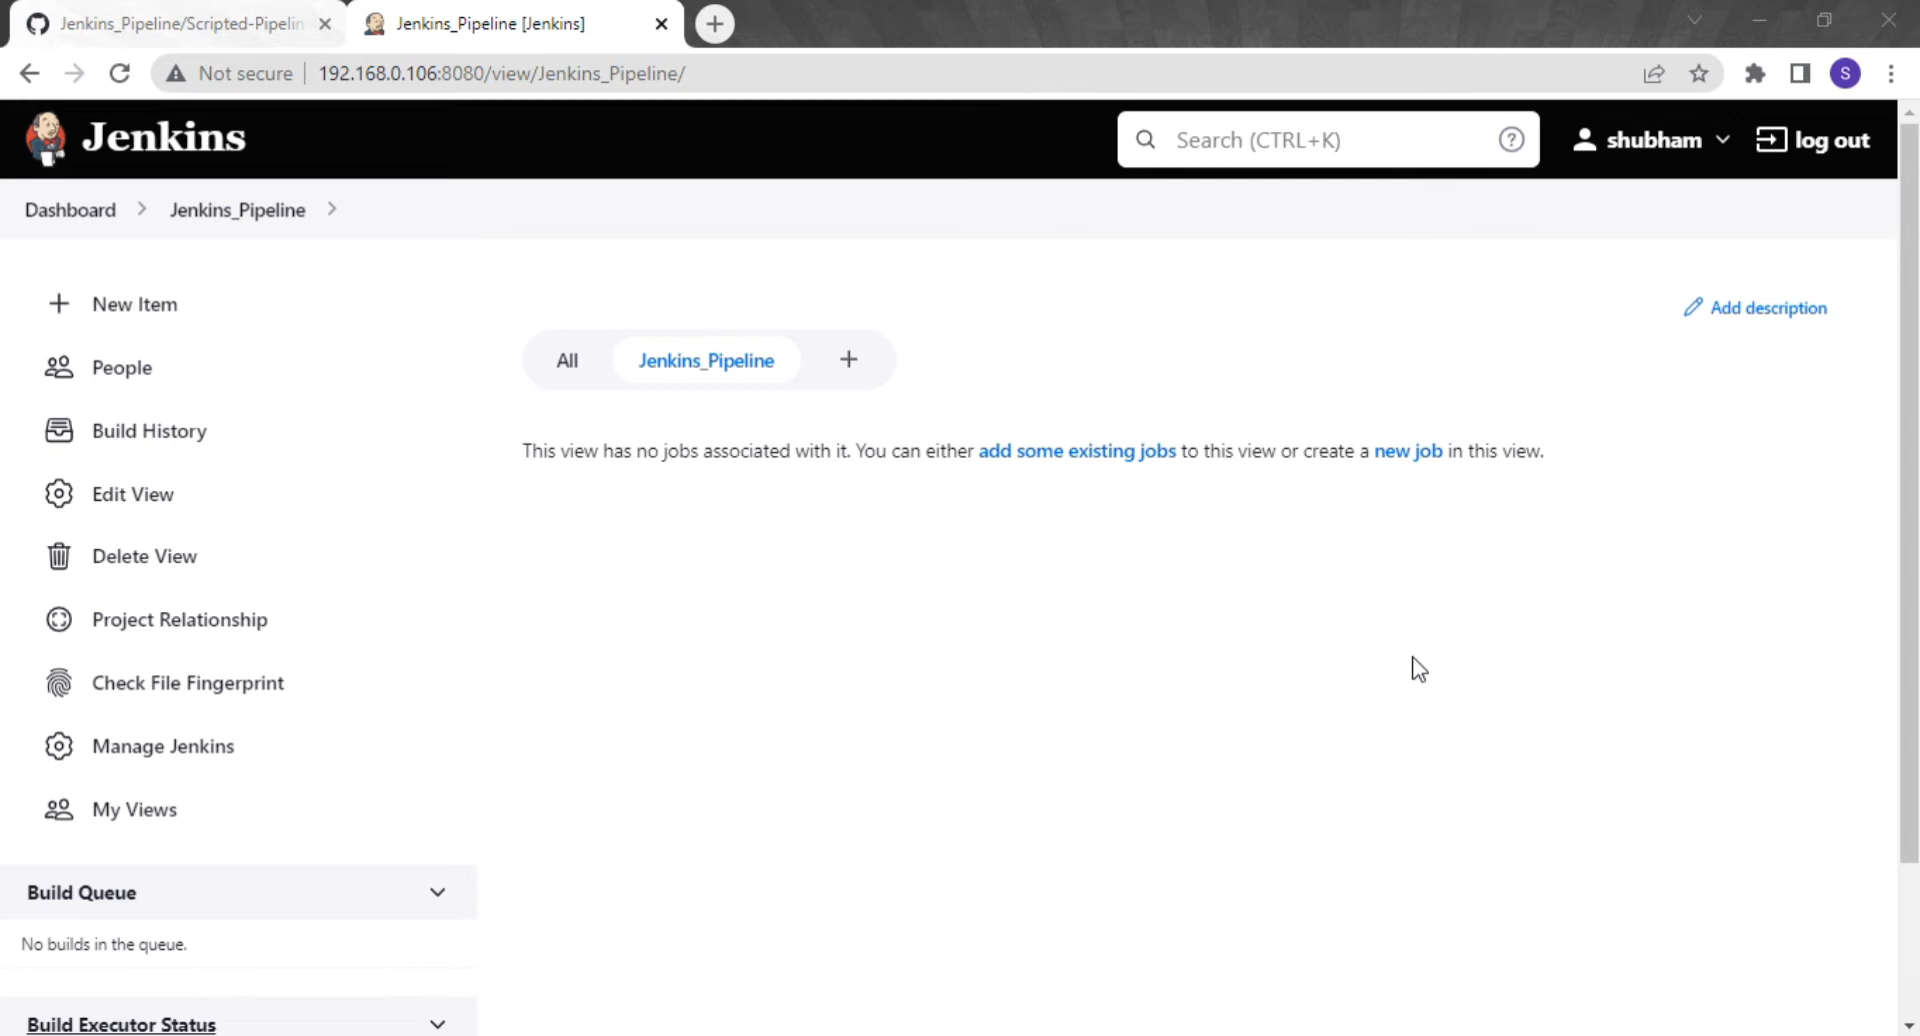 Jenkins_Pipeline/Scripted-Pipelin
Jenkins_Pipeline [Jenkins]
Not secure
192.168.0.106:8080/view/Jenkins_Pipeline/
S
Jenkins
Search (CTRL+K)
?
shubham
log out
Dashboard
Jenkins_Pipeline
New Item
Add description
People
All
Jenkins_Pipeline
+
Build History
This view has no jobs associated with it. You can either add some existing jobs to this view or create a new job in this view.
Edit View
Delete View
Project Relationship
Check File Fingerprint
Manage Jenkins
My Views
Build Queue
No builds in the queue.
Build Executor Status